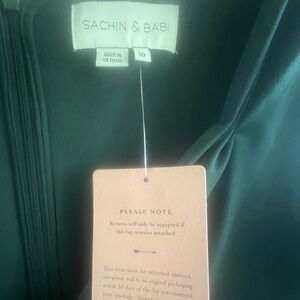 SACHIN & BABI
MADE IN
VIETNAM
10
PLEASE NOTE
Returns will only be accepted if
this tag remains attached.
This item must be returned unworn,
unwashed and in its original packaging
within 30 days of the day you received
your package.